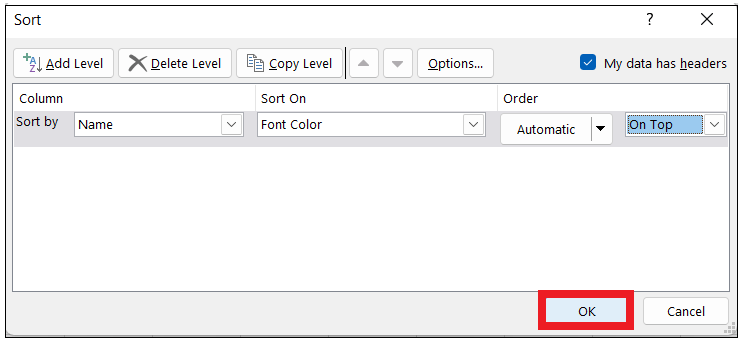 Sort ?
Add Level Delete Level Copy Level Options... My data has headers
Column Sort On Order
Sort by Name Font Color Automatic On Top
OK Cancel